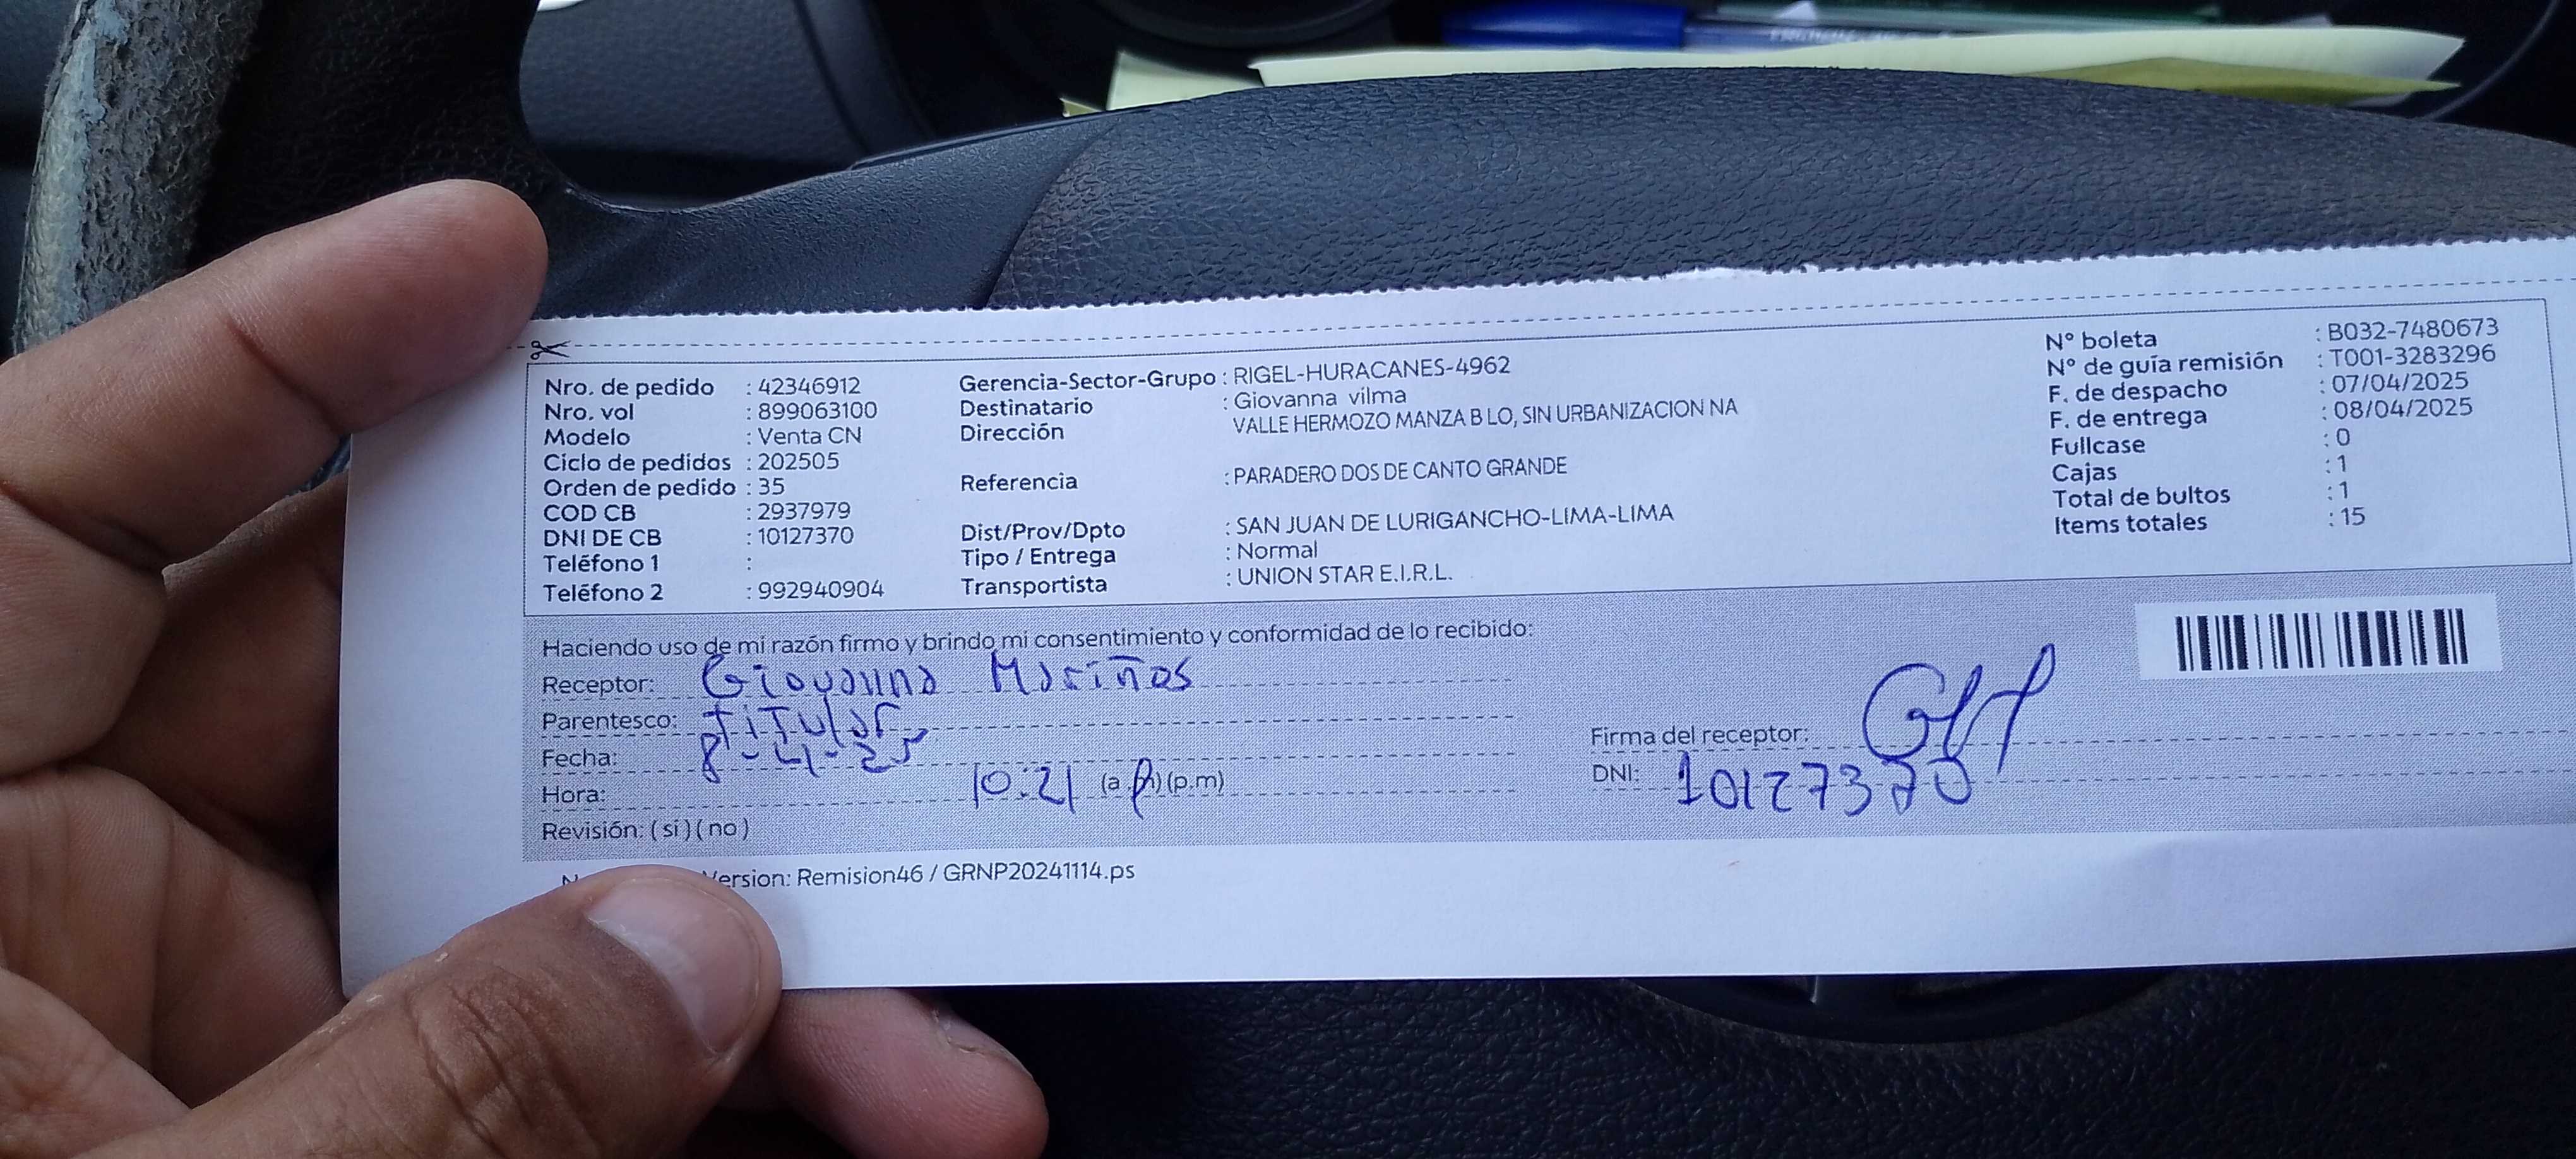 Nro. de pedido : 42346912
Nro. vol : 899063100
Modelo : Venta CN
Ciclo de pedidos : 202505
Orden de pedido : 35
COD CB : 2937979
DNI DE CB : 10127370
Teléfono 1 :
Teléfono 2 : 992940904
Gerencia-Sector-Grupo : RIGEL-HURACANES-4962
Destinatario : Giovanna vilma
Dirección VALLE HERMOZO MANZA B LO, SIN URBANIZACION NA
Referencia : PARADERO DOS DE CANTO GRANDE
Dist/Prov/Dpto : SAN JUAN DE LURIGANCHO-LIMA-LIMA
Tipo / Entrega : Normal
Transportista : UNION STAR E.I.R.L.
N° boleta : B032-7480673
N° de guía remisión : T001-3283296
F. de despacho : 07/04/2025
F. de entrega : 08/04/2025
Fullcase : 0
Cajas : 1
Total de bultos : 1
Items totales : 15
Haciendo uso de mi razón firmo y brindo mi consentimiento y conformidad de lo recibido:
Receptor: Giovanna Mariños
Parentesco: titular
Fecha: 8-4-25
Hora: 10:21 (a.m)(p.m)
Revisión: (si)(no)
Firma del receptor:
DNI: 10127370
Version: Remision46 / GRNP20241114.ps